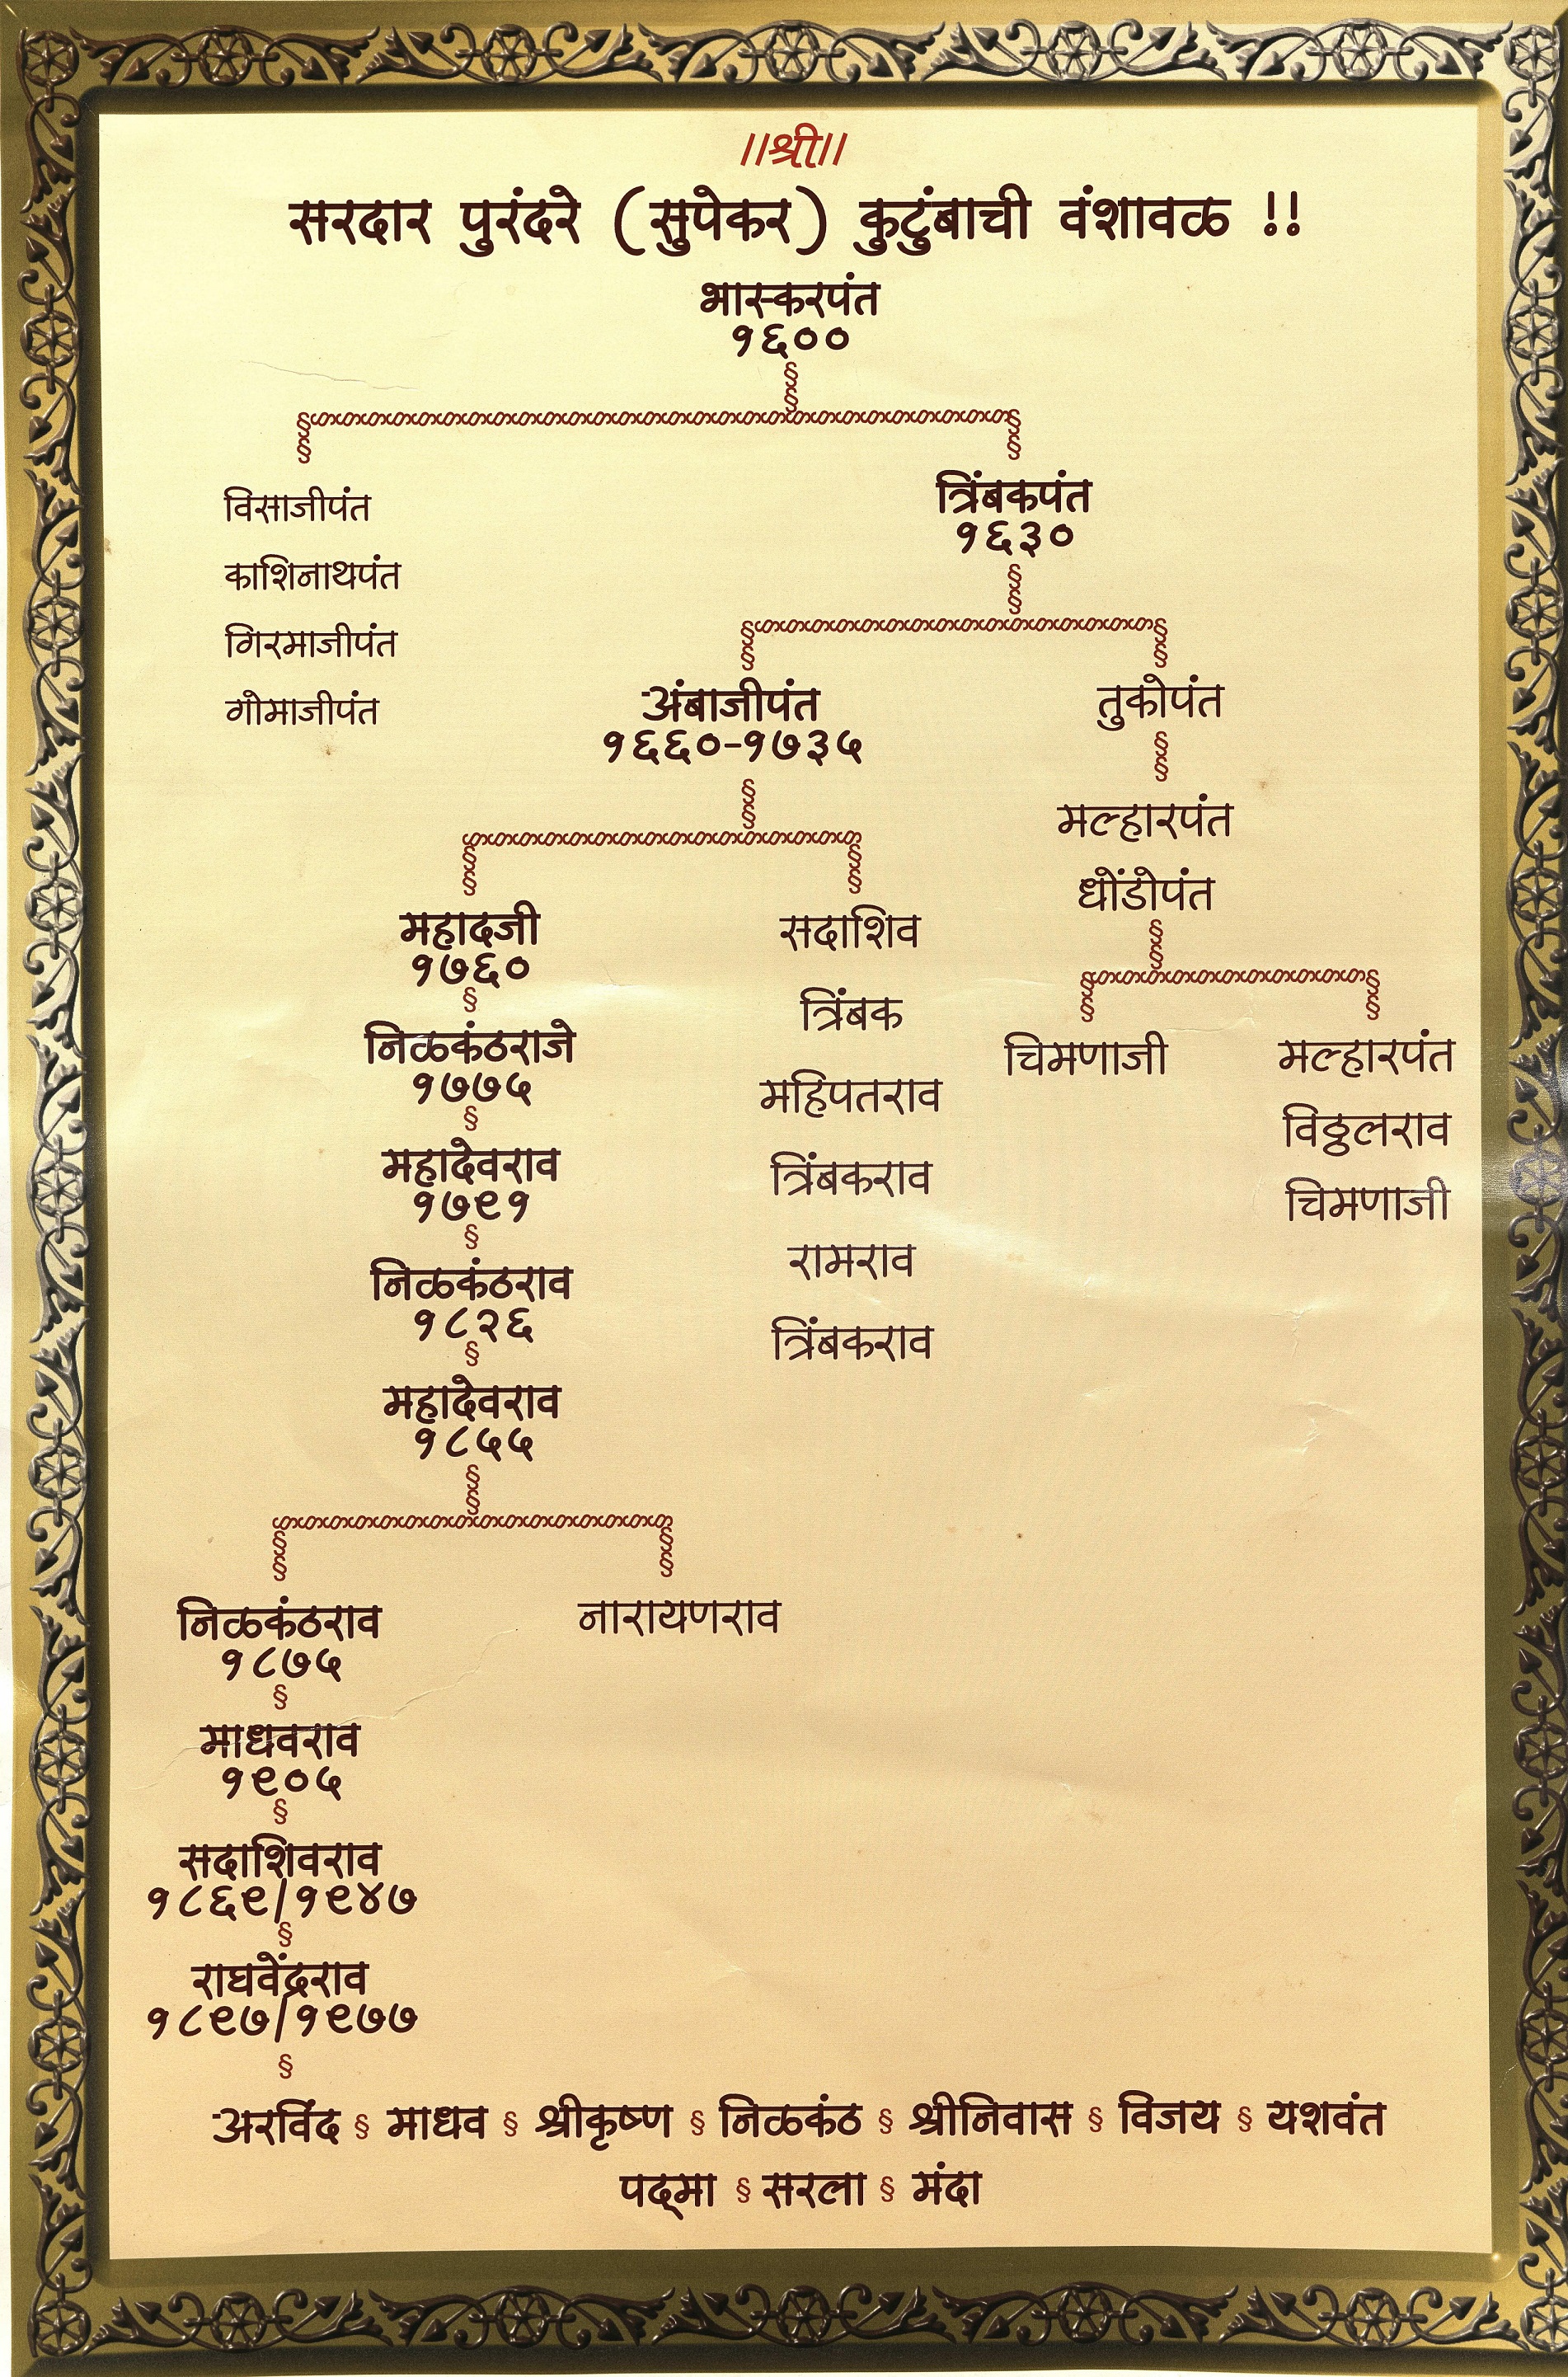 ॥श्री॥
सरदार पुरंदरे (सुपेकर) कुटुंबाची वंशावळ !!
भास्करपंत
१६००
विसाजीपंत
काशिनाथपंत
गिरमाजीपंत
गोमाजीपंत
त्रिंबकपंत
१६३०
अंबाजीपंत
१६६०-१७३५
तुकोपंत
मल्हारपंत
धोंडोपंत
महादजी
१७६०
निळकंठराजे
१७७५
महादेवराव
१७९१
निळकंठराव
१८२६
महादेवराव
१८५५
सदाशिव
त्रिंबक
महिपतराव
त्रिंबकराव
रामराव
त्रिंबकराव
चिमणाजी
मल्हारपंत
विठ्ठलराव
चिमणाजी
निळकंठराव
१८७५
नारायणराव
माधवराव
१९०५
सदाशिवराव
१८६९/१९४७
राघवेंद्रराव
१८९७/१९७७
अरविंद § माधव § श्रीकृष्ण § निळकंठ § श्रीनिवास § विजय § यशवंत
पद्मा § सरला § मंदा